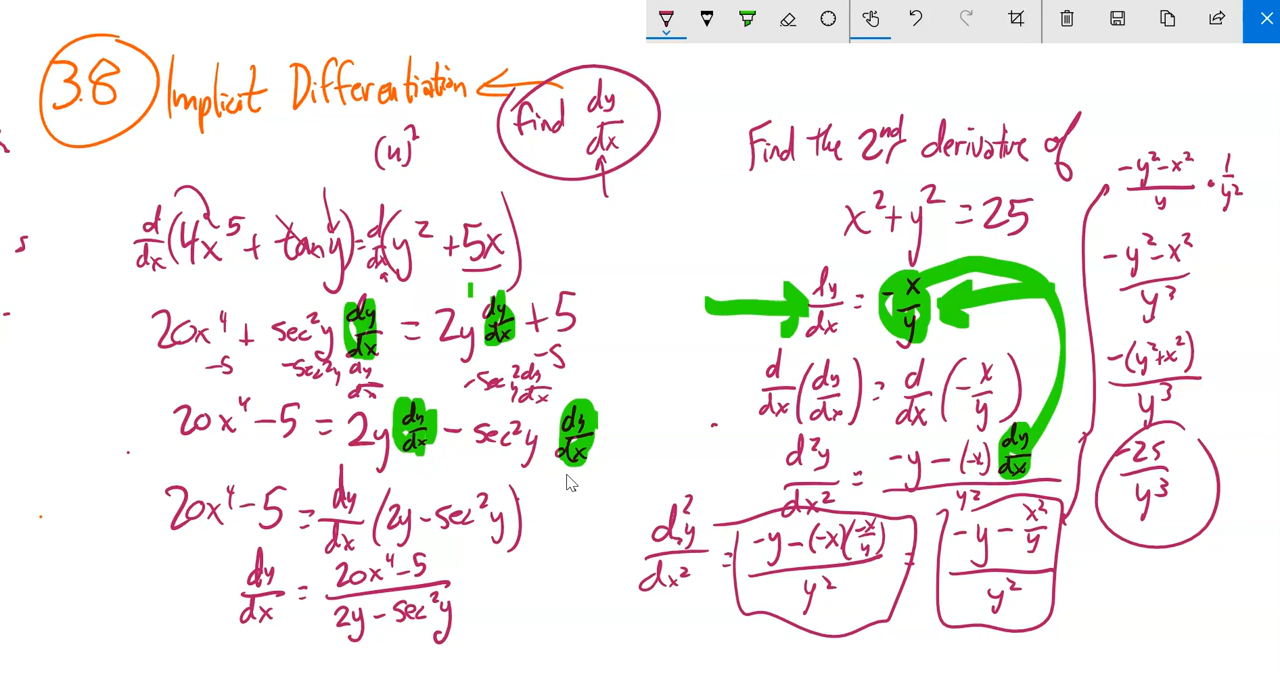 3.8 Implicit Differentiation
find dy/dx
(u)²
d/dx(4x⁵ + tan y) = d/dx(y² + 5x)
20x⁴ + sec²y dy/dx = 2y dy/dx + 5
-5 -sec²y dy/dx -sec²y dy/dx -5
20x⁴ - 5 = 2y dy/dx - sec²y dy/dx
20x⁴ - 5 = dy/dx (2y - sec²y)
dy/dx = (20x⁴ - 5)/(2y - sec²y)
Find the 2nd derivative of
x² + y² = 25
dy/dx = -x/y
d/dx(dy/dx) = d/dx(-x/y)
d²y/dx² = (-y - (-x) dy/dx)/y²
d²y/dx² = (-y - (-x)(-x/y))/y² = (-y - x²/y)/y²
(-y² - x²)/y · 1/y²
(-y² - x²)/y³
-(y² + x²)/y³
-25/y³
s